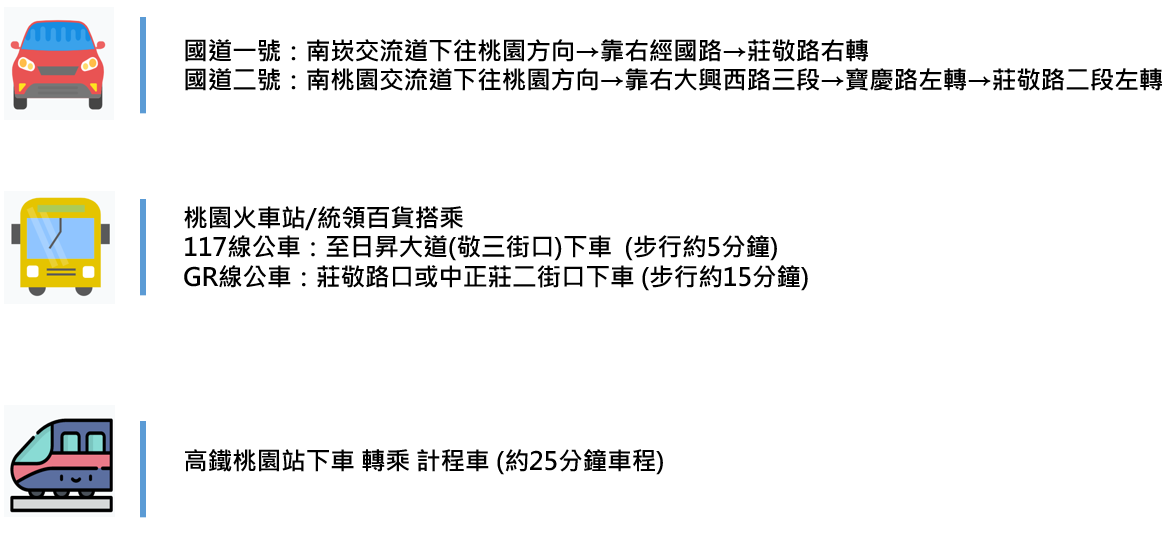 國道一號：南崁交流道下往桃園方向→靠右經國路→莊敬路右轉
國道二號：南桃園交流道下往桃園方向→靠右大興西路三段→寶慶路左轉→莊敬路二段左轉
桃園火車站/統領百貨搭乘
117線公車：至日昇大道(敬三街口)下車 (步行約5分鐘)
GR線公車：莊敬路口或中正莊二街口下車 (步行約15分鐘)
高鐵桃園站下車 轉乘 計程車 (約25分鐘車程)